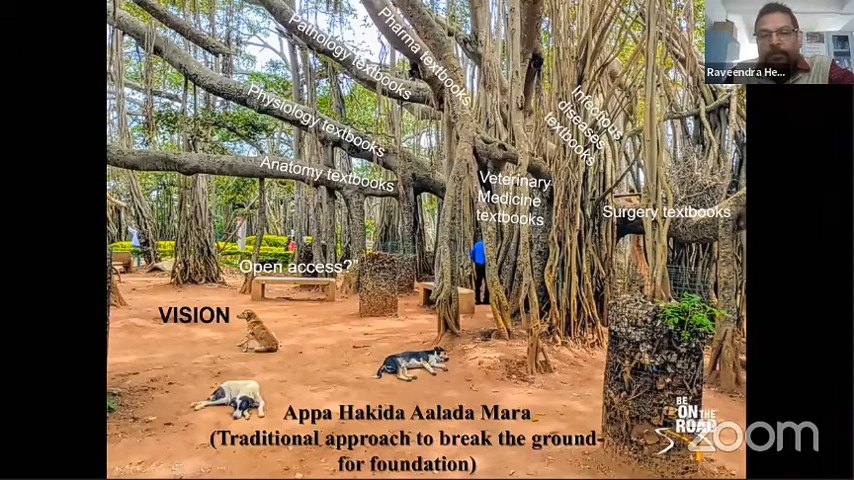 Raveendra He...
Pharma textbooks
Pathology textbooks
Physiology textbooks
Anatomy textbooks
Infectious
diseases
textbooks
Veterinary
Medicine
textbooks
Surgery textbooks
"Open access?"
VISION
Appa Hakida Aalada Mara
(Traditional approach to break the ground-
for foundation)
BE
ON THE
ROAD
zoom